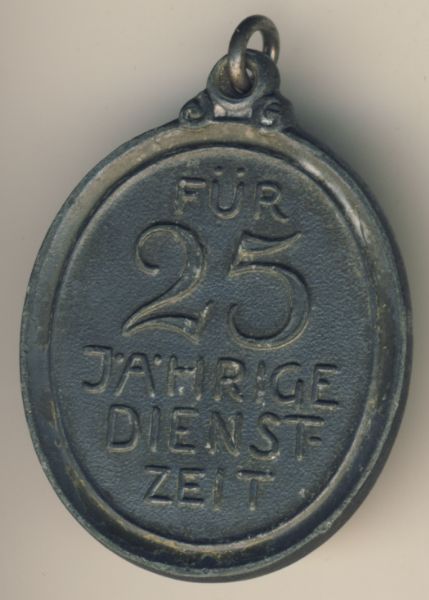 FÜR
25
JÄHRIGE
DIENST-
ZEIT